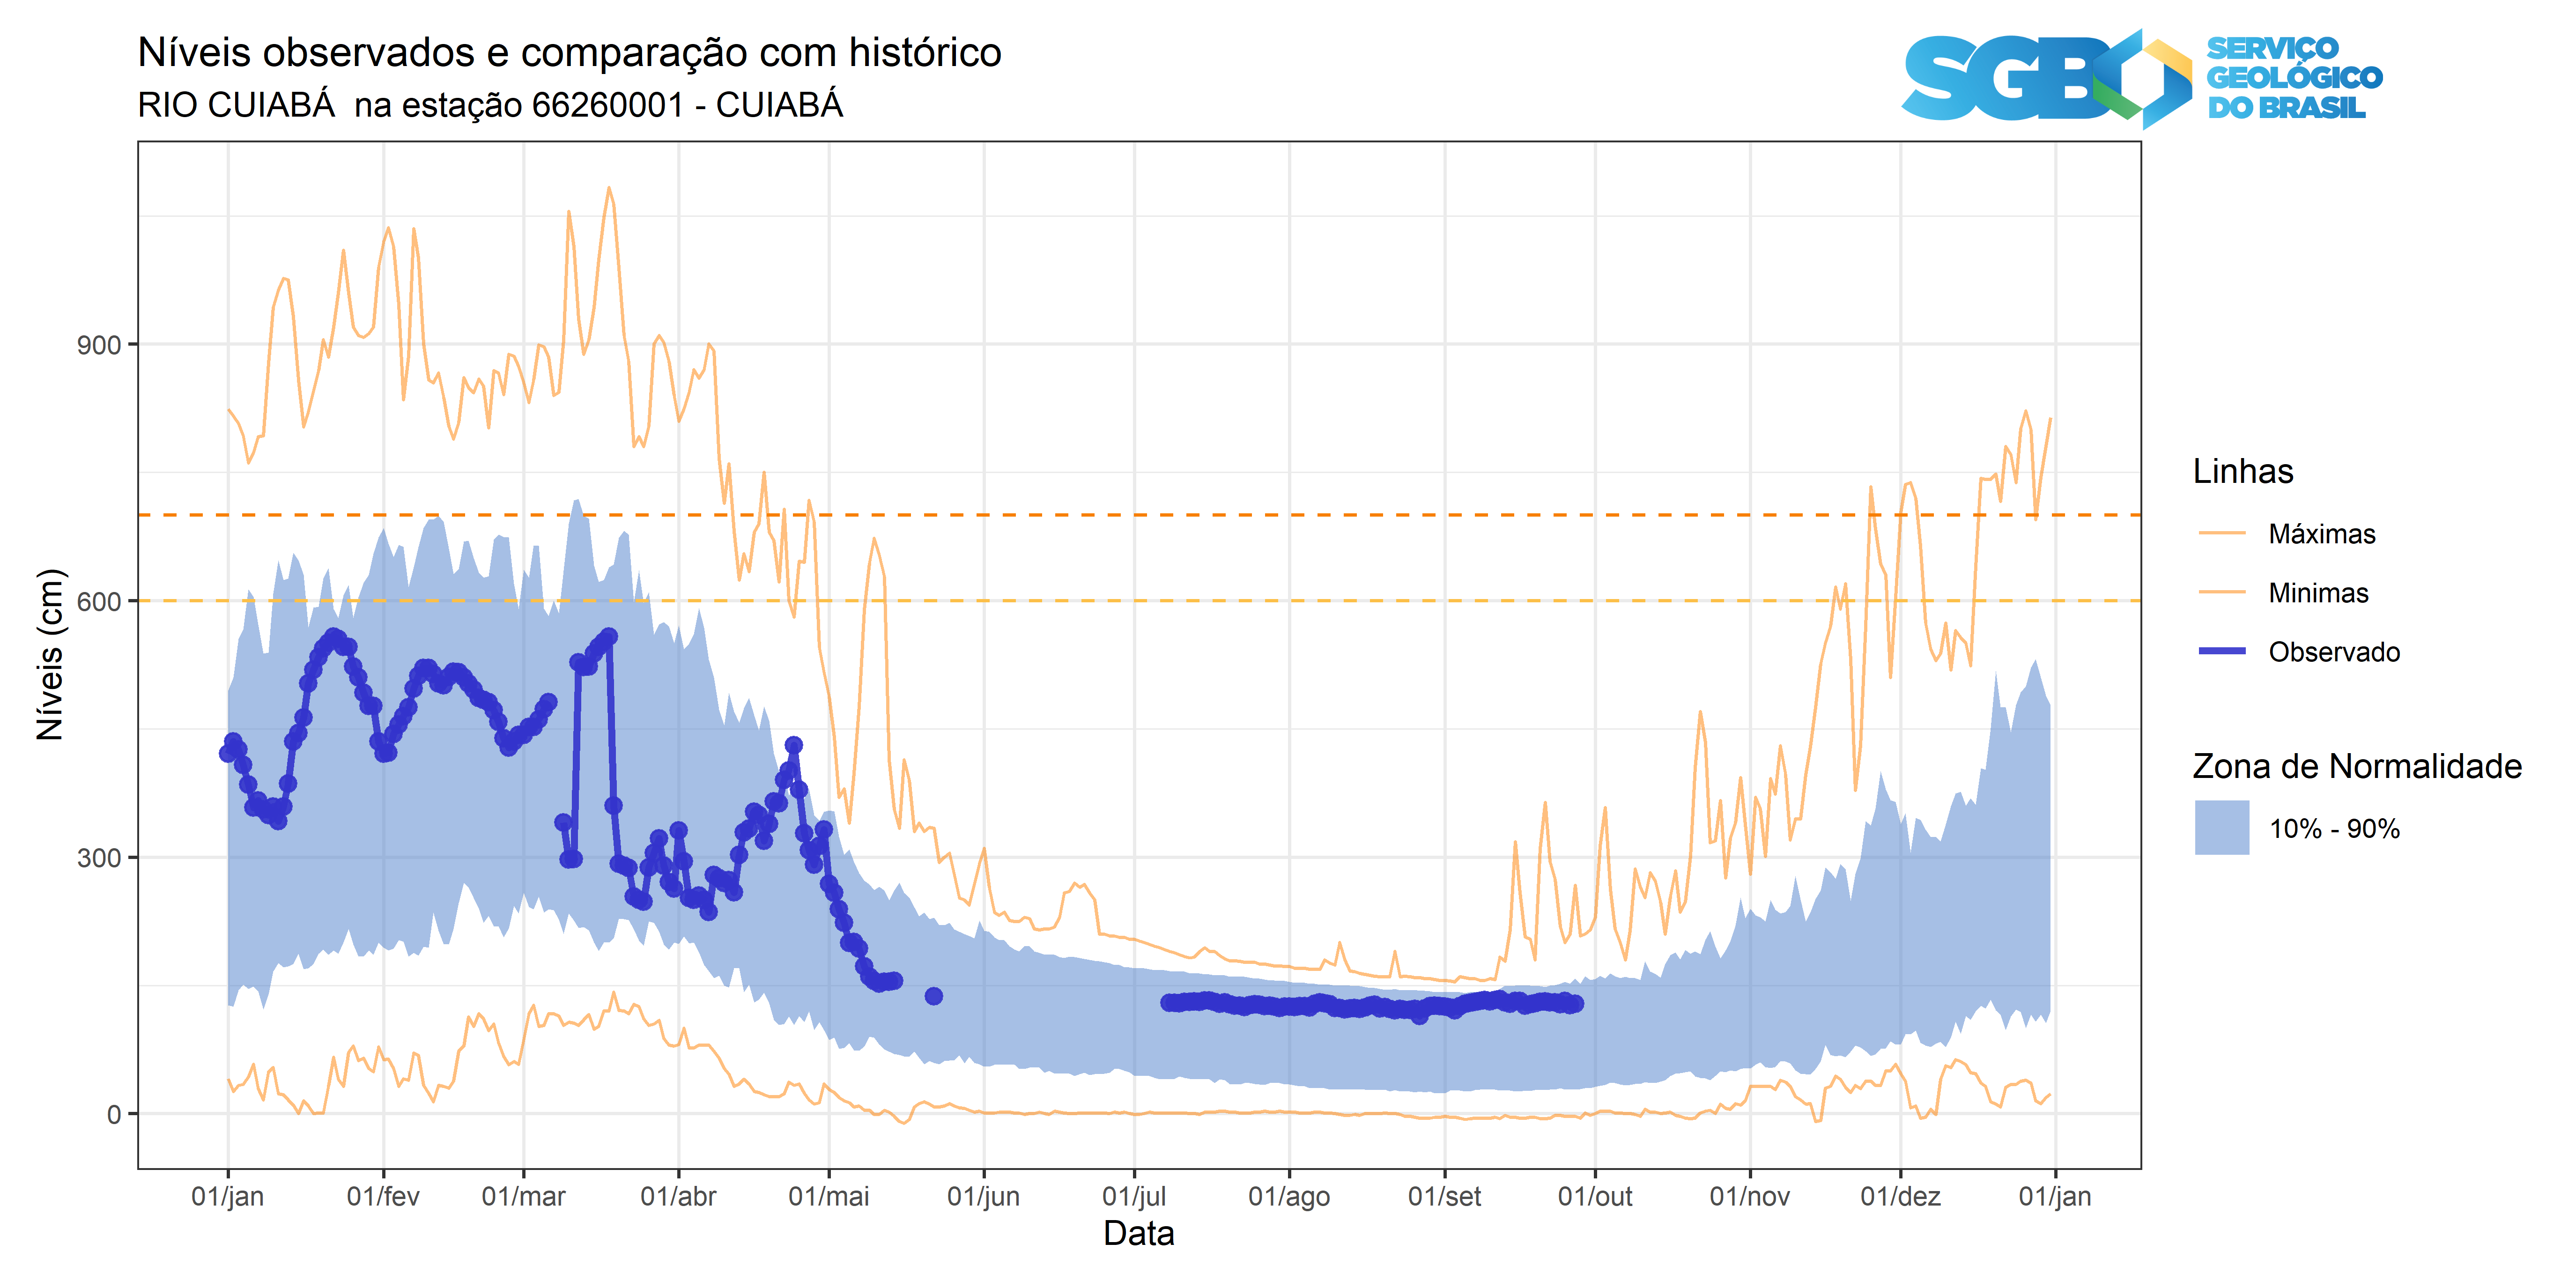 Níveis observados e comparação com histórico
RIO CUIABÁ  na estação 66260001 - CUIABÁ
SGB
SERVIÇO
GEOLÓGICO
DO BRASIL
Níveis (cm)
900
600
300
0
01/jan
01/fev
01/mar
01/abr
01/mai
01/jun
01/jul
01/ago
01/set
01/out
01/nov
01/dez
01/jan
Data
Linhas
Máximas
Minimas
Observado
Zona de Normalidade
10% - 90%